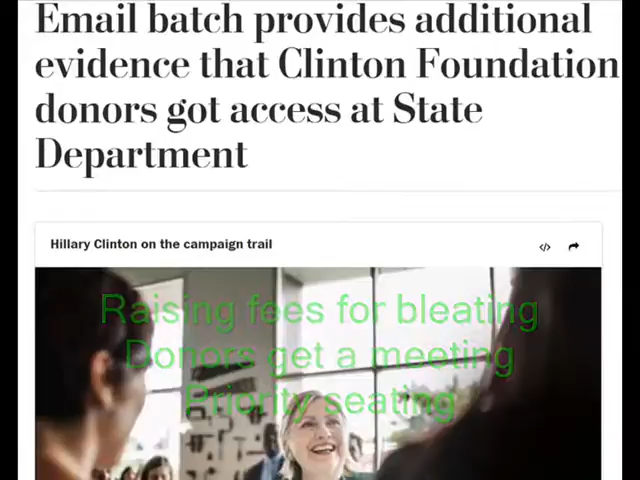 Email batch provides additional
evidence that Clinton Foundation
donors got access at State
Department
Hillary Clinton on the campaign trail
</>
Raising fees for bleating
Donors get a meeting
Priority seating